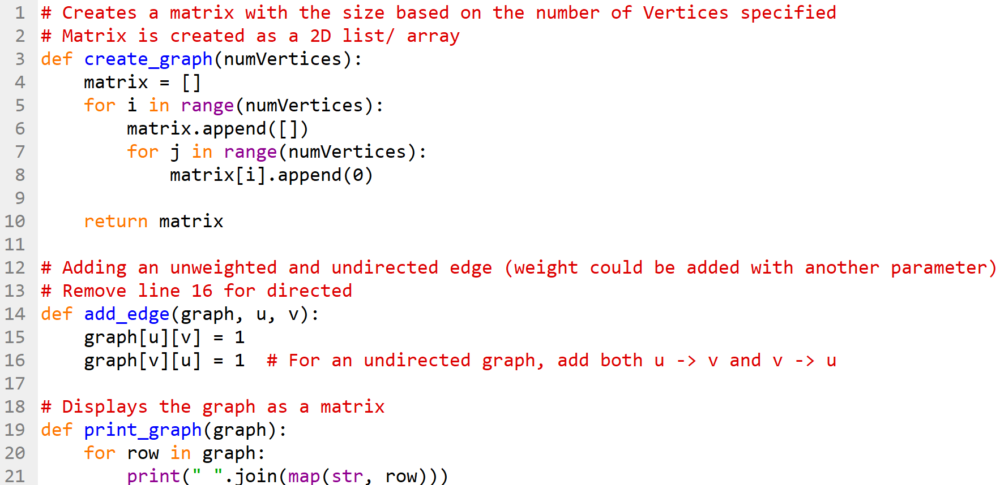 1 # Creates a matrix with the size based on the number of Vertices specified
2 # Matrix is created as a 2D list/ array
3 def create_graph(numVertices):
4     matrix = []
5     for i in range(numVertices):
6         matrix.append([])
7         for j in range(numVertices):
8             matrix[i].append(0)
9
10     return matrix
11
12 # Adding an unweighted and undirected edge (weight could be added with another parameter)
13 # Remove line 16 for directed
14 def add_edge(graph, u, v):
15     graph[u][v] = 1
16     graph[v][u] = 1  # For an undirected graph, add both u -> v and v -> u
17
18 # Displays the graph as a matrix
19 def print_graph(graph):
20     for row in graph:
21         print(" ".join(map(str, row)))